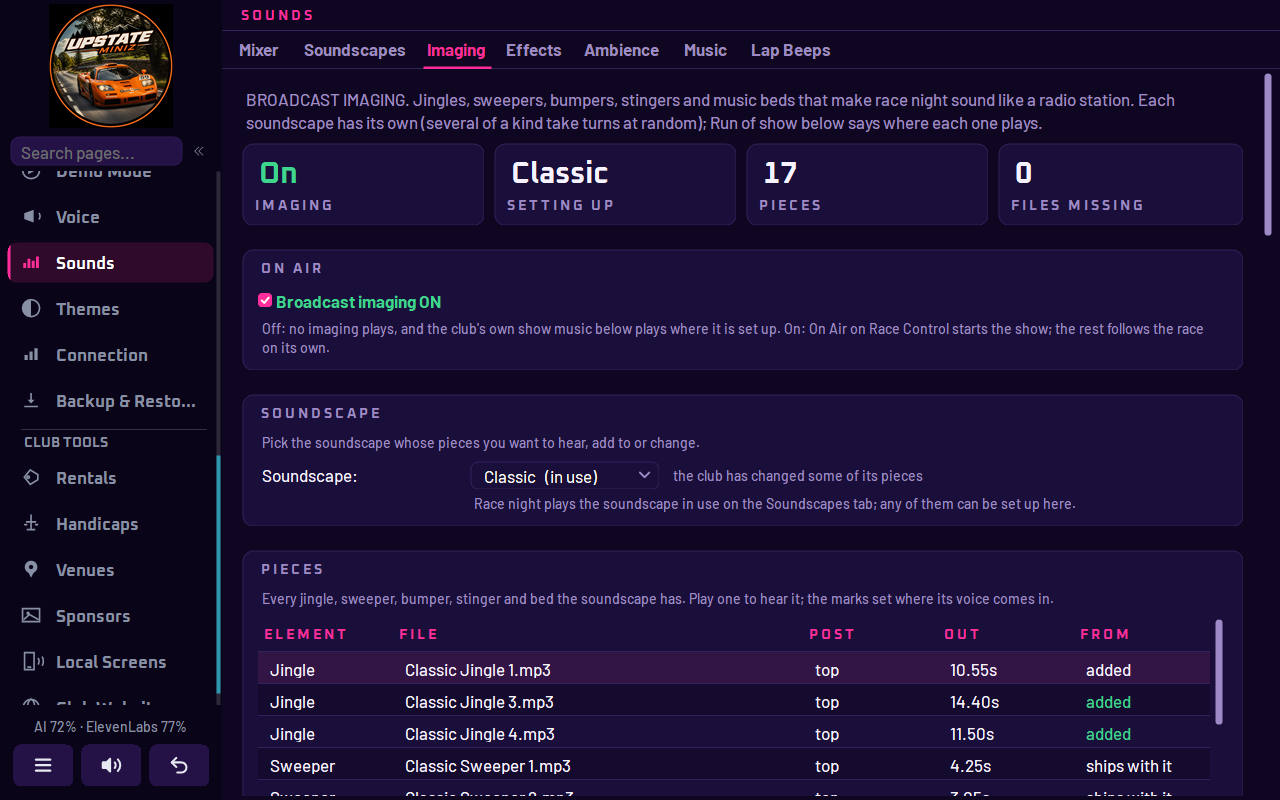 UPSTATE
MINIZ
Search pages...
«
Demo Mode
Voice
Sounds
Themes
Connection
Backup & Resto...
CLUB TOOLS
Rentals
Handicaps
Venues
Sponsors
Local Screens
AI 72% · ElevenLabs 77%
SOUNDS
Mixer Soundscapes Imaging Effects Ambience Music Lap Beeps
BROADCAST IMAGING. Jingles, sweepers, bumpers, stingers and music beds that make race night sound like a radio station. Each
soundscape has its own (several of a kind take turns at random); Run of show below says where each one plays.
On Classic 17 0
IMAGING SETTING UP PIECES FILES MISSING
ON AIR
Broadcast imaging ON
Off: no imaging plays, and the club's own show music below plays where it is set up. On: On Air on Race Control starts the show; the rest follows the race
on its own.
SOUNDSCAPE
Pick the soundscape whose pieces you want to hear, add to or change.
Soundscape: Classic (in use) the club has changed some of its pieces
Race night plays the soundscape in use on the Soundscapes tab; any of them can be set up here.
PIECES
Every jingle, sweeper, bumper, stinger and bed the soundscape has. Play one to hear it; the marks set where its voice comes in.
ELEMENT FILE POST OUT FROM
Jingle Classic Jingle 1.mp3 top 10.55s added
Jingle Classic Jingle 3.mp3 top 14.40s added
Jingle Classic Jingle 4.mp3 top 11.50s added
Sweeper Classic Sweeper 1.mp3 top 4.25s ships with it